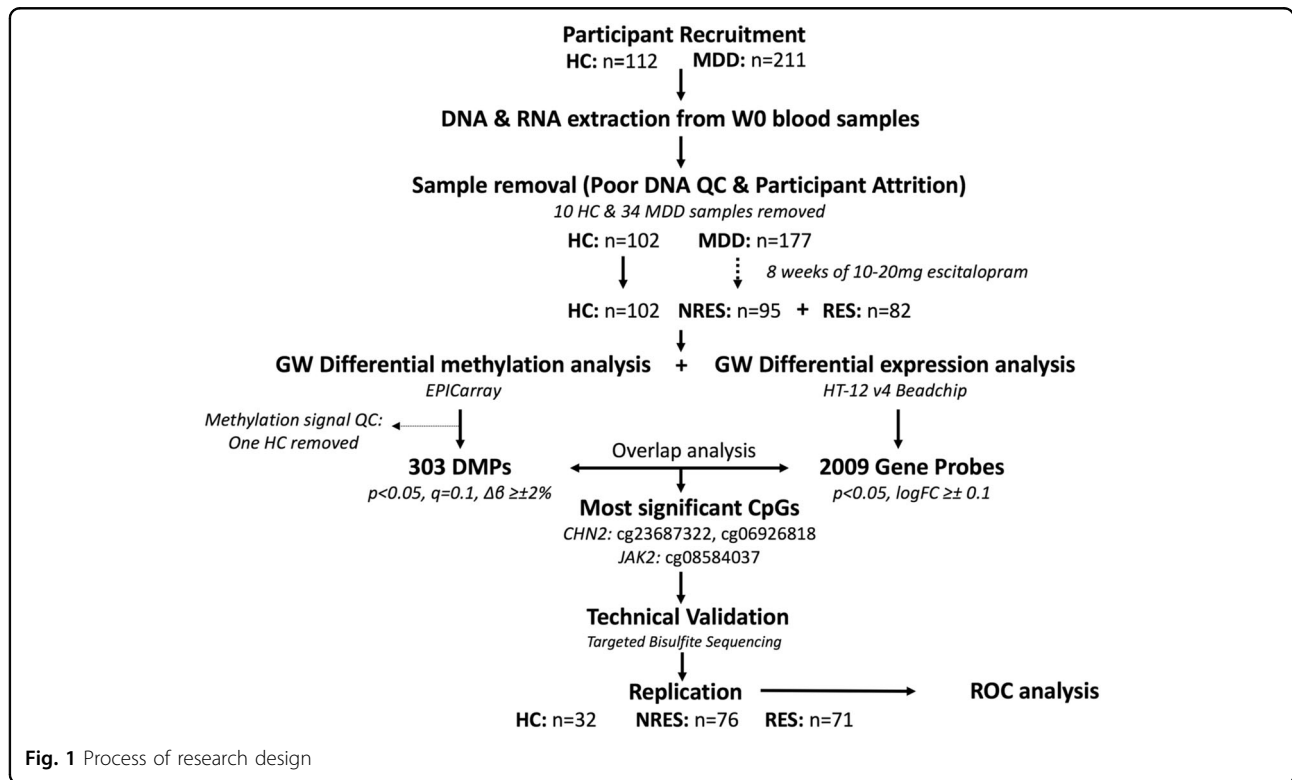 Participant Recruitment
HC: n=112 MDD: n=211
DNA & RNA extraction from W0 blood samples
Sample removal (Poor DNA QC & Participant Attrition)
10 HC & 34 MDD samples removed
HC: n=102 MDD: n=177
8 weeks of 10-20mg escitalopram
HC: n=102 NRES: n=95 + RES: n=82
GW Differential methylation analysis + GW Differential expression analysis
EPICarray HT-12 v4 Beadchip
Methylation signal QC:
One HC removed
Overlap analysis
303 DMPs 2009 Gene Probes
p<0.05, q=0.1, Δβ ≥±2% p<0.05, logFC ≥± 0.1
Most significant CpGs
CHN2: cg23687322, cg06926818
JAK2: cg08584037
Technical Validation
Targeted Bisulfite Sequencing
Replication ROC analysis
HC: n=32 NRES: n=76 RES: n=71
Fig. 1 Process of research design